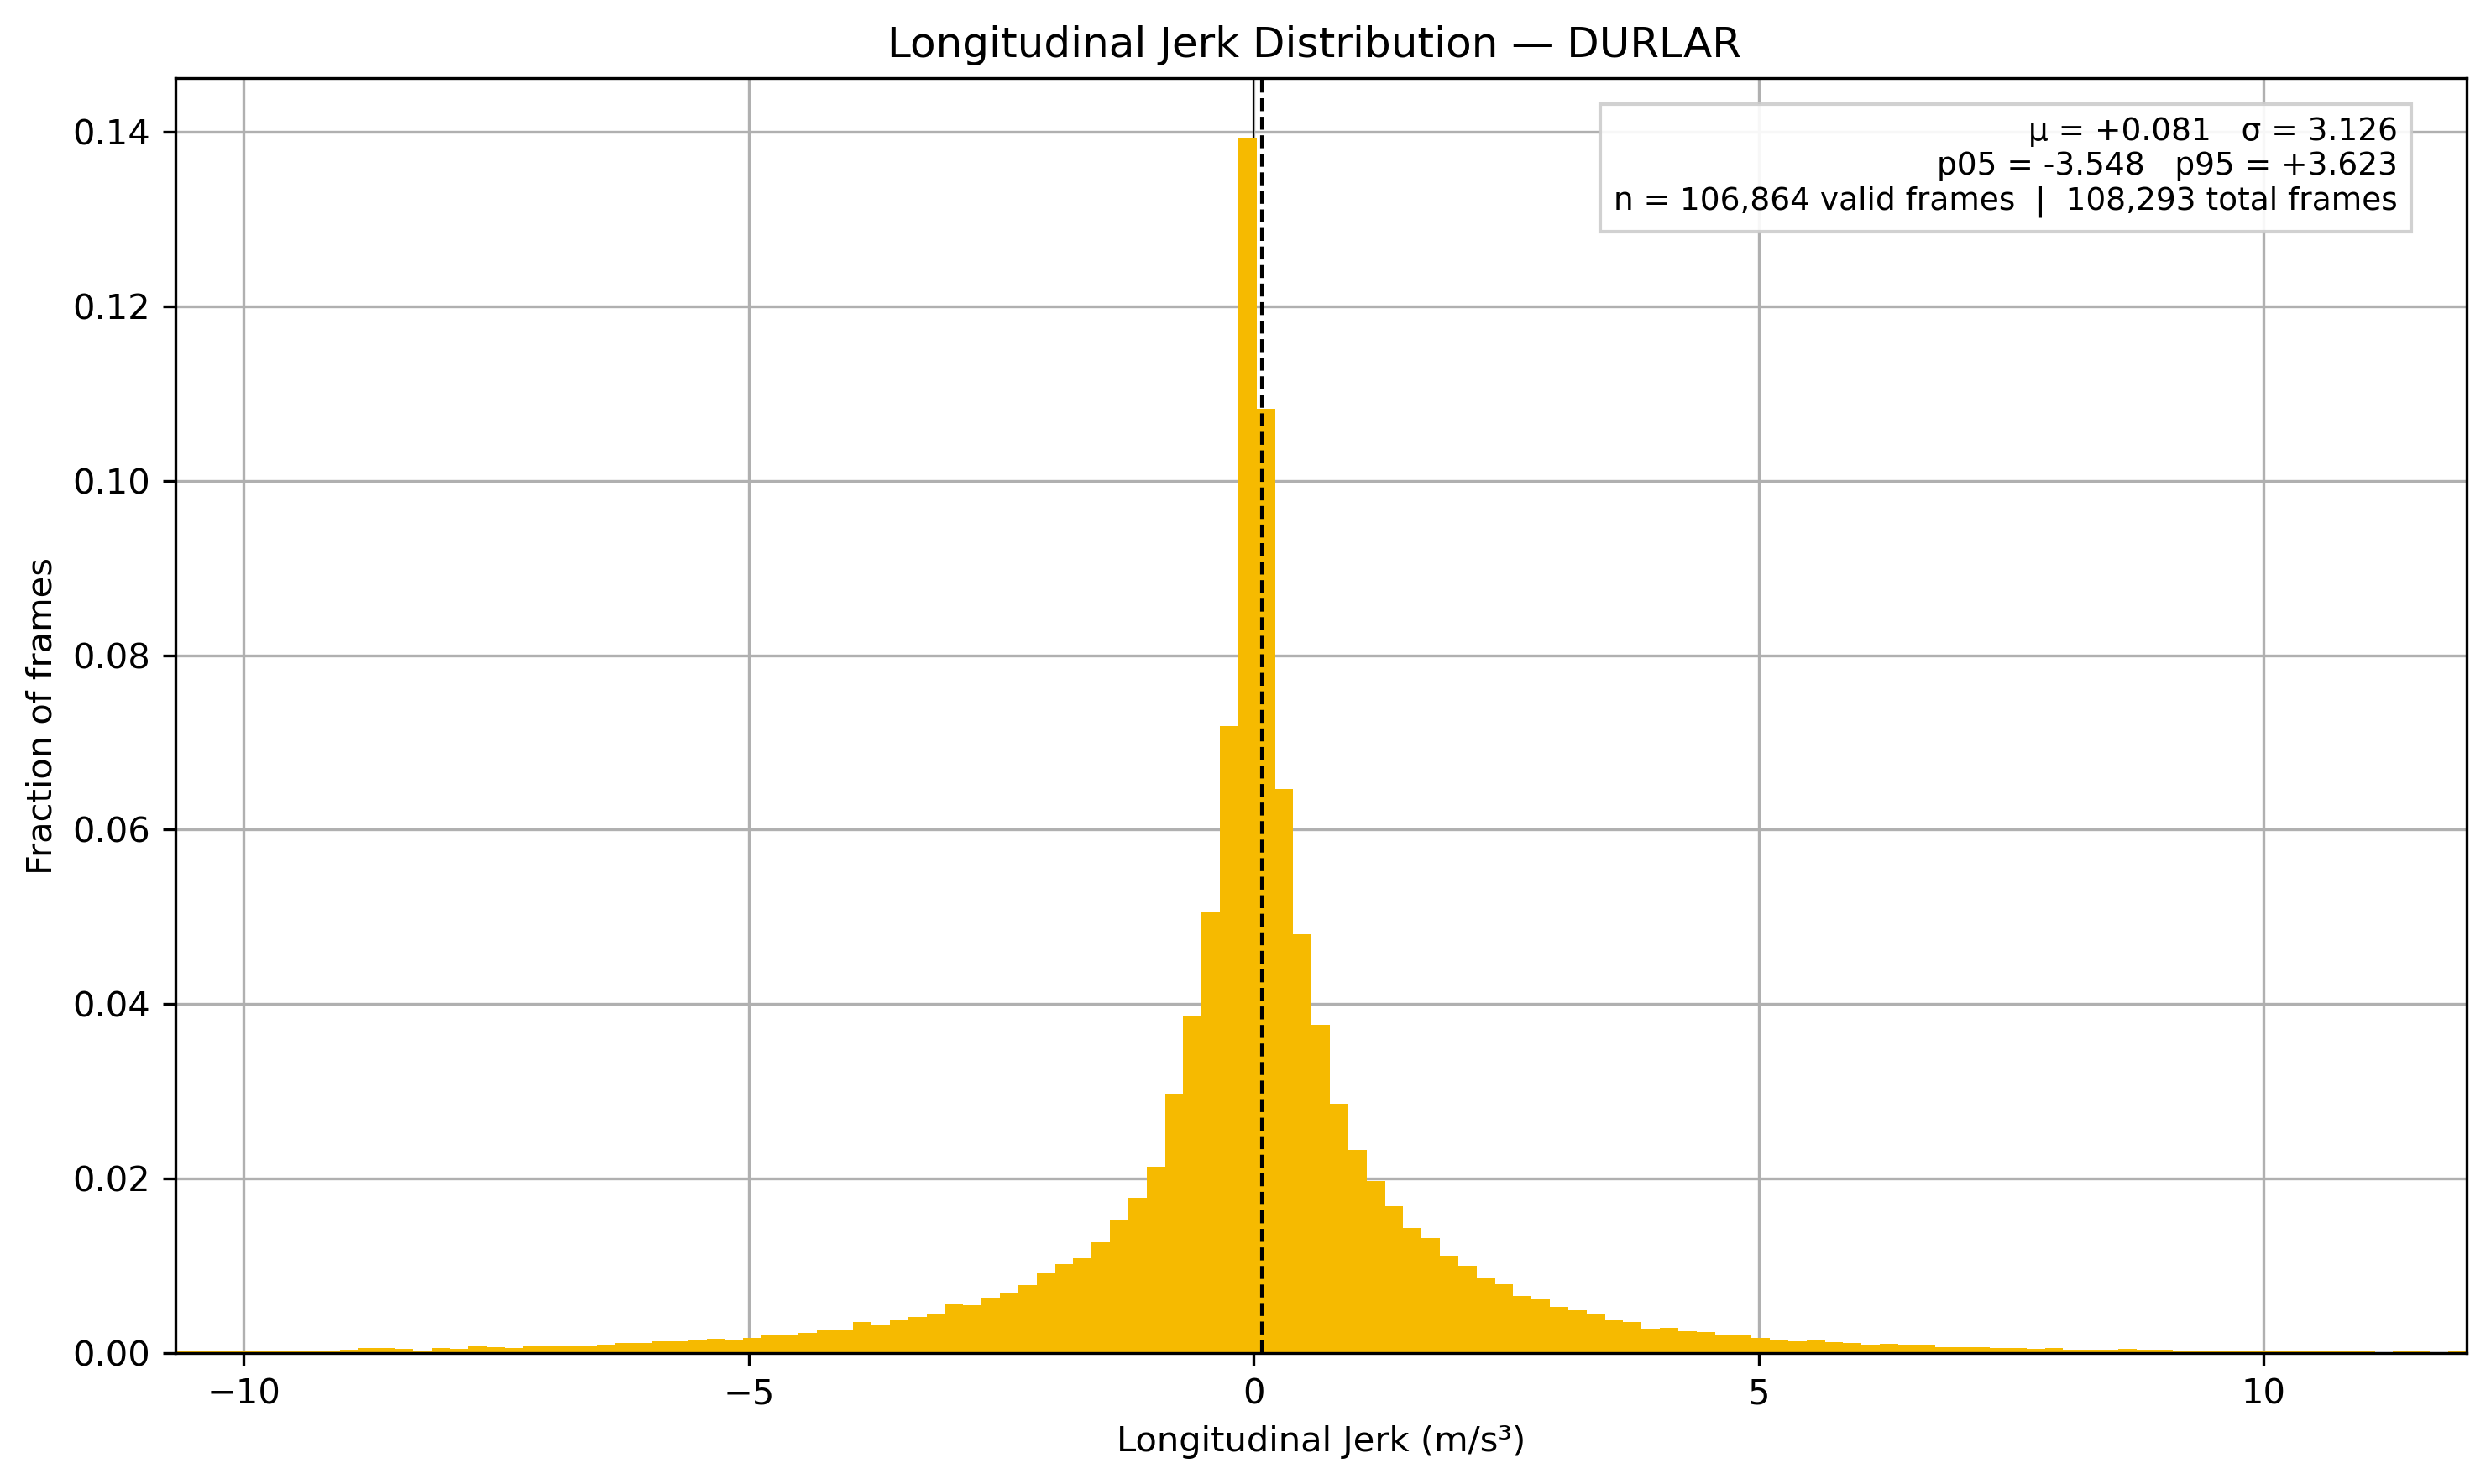 Longitudinal Jerk Distribution — DURLAR
μ = +0.081   σ = 3.126
p05 = -3.548   p95 = +3.623
n = 106,864 valid frames  |  108,293 total frames
0.14
0.12
0.10
0.08
0.06
0.04
0.02
0.00
Fraction of frames
−10
−5
0
5
10
Longitudinal Jerk (m/s³)